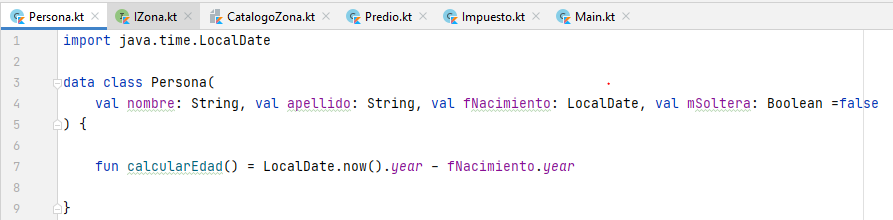 Persona.kt IZona.kt CatalogoZona.kt Predio.kt Impuesto.kt Main.kt
1 import java.time.LocalDate
2
3 data class Persona(
4 val nombre: String, val apellido: String, val fNacimiento: LocalDate, val mSoltera: Boolean =false
5 ) {
6
7 fun calcularEdad() = LocalDate.now().year - fNacimiento.year
8
9 }